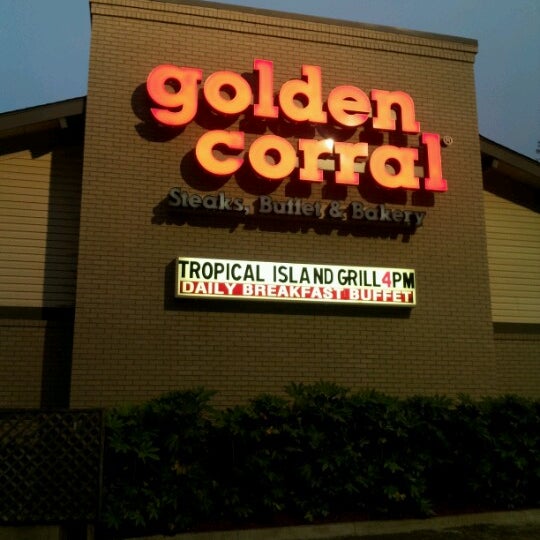 golden
corral®
Steaks, Buffet & Bakery
TROPICAL ISLAND GRILL 4PM
DAILY BREAKFAST BUFFET